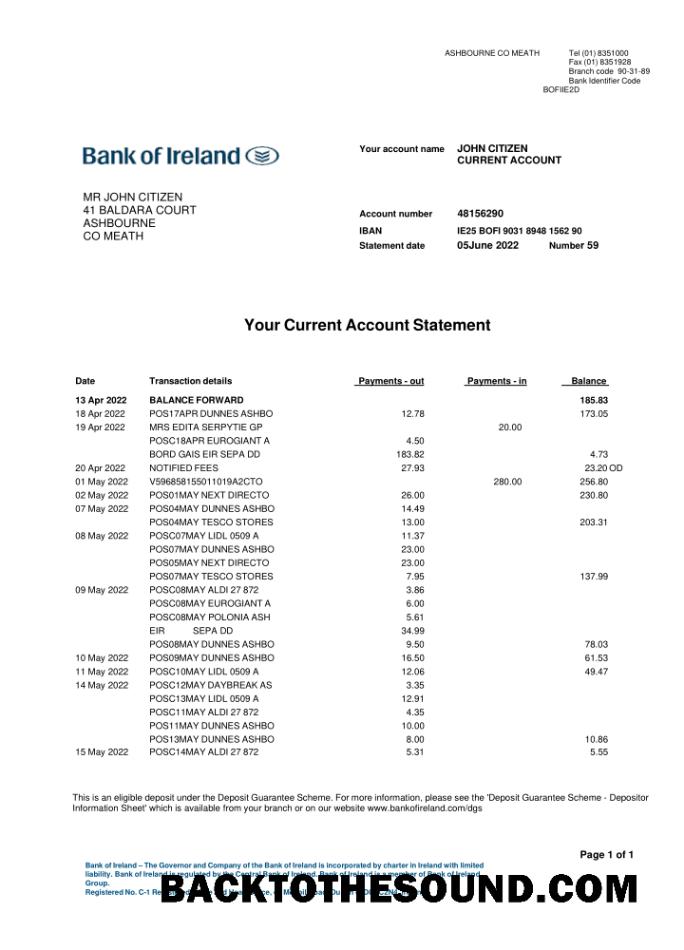 ASHBOURNE CO MEATH Tel (01) 8351000
Fax (01) 8351928
Branch code 90-31-89
Bank Identifier Code
BOFIIE2D
Bank of Ireland
Your account name JOHN CITIZEN
CURRENT ACCOUNT
MR JOHN CITIZEN
41 BALDARA COURT
ASHBOURNE
CO MEATH
Account number 48156290
IBAN IE25 BOFI 9031 8948 1562 90
Statement date 05June 2022 Number 59
Your Current Account Statement
Date Transaction details Payments - out Payments - in Balance
13 Apr 2022 BALANCE FORWARD 185.83
18 Apr 2022 POS17APR DUNNES ASHBO 12.78 173.05
19 Apr 2022 MRS EDITA SERPYTIE GP 20.00
POSC18APR EUROGIANT A 4.50
BORD GAIS EIR SEPA DD 183.82 4.73
20 Apr 2022 NOTIFIED FEES 27.93 23.20 OD
01 May 2022 V596858155011019A2CTO 280.00 256.80
02 May 2022 POS01MAY NEXT DIRECTO 26.00 230.80
07 May 2022 POS04MAY DUNNES ASHBO 14.49
POS04MAY TESCO STORES 13.00 203.31
08 May 2022 POSC07MAY LIDL 0509 A 11.37
POS07MAY DUNNES ASHBO 23.00
POS05MAY NEXT DIRECTO 23.00
POS07MAY TESCO STORES 7.95 137.99
09 May 2022 POSC08MAY ALDI 27 872 3.86
POSC08MAY EUROGIANT A 6.00
POSC08MAY POLONIA ASH 5.61
EIR SEPA DD 34.99
POS08MAY DUNNES ASHBO 9.50 78.03
10 May 2022 POS09MAY DUNNES ASHBO 16.50 61.53
11 May 2022 POSC10MAY LIDL 0509 A 12.06 49.47
14 May 2022 POSC12MAY DAYBREAK AS 3.35
POSC13MAY LIDL 0509 A 12.91
POSC11MAY ALDI 27 872 4.35
POS11MAY DUNNES ASHBO 10.00
POS13MAY DUNNES ASHBO 8.00 10.86
15 May 2022 POSC14MAY ALDI 27 872 5.31 5.55
This is an eligible deposit under the Deposit Guarantee Scheme. For more information, please see the 'Deposit Guarantee Scheme - Depositor
Information Sheet' which is available from your branch or on our website www.bankofireland.com/dgs
Page 1 of 1
Bank of Ireland – The Governor and Company of the Bank of Ireland is incorporated by charter in Ireland with limited
liability. Bank of Ireland is regulated by the Central Bank of Ireland. Bank of Ireland is a member of Bank of Ireland
Group.
Registered No. C-1
BACKTOTHESOUND.COM